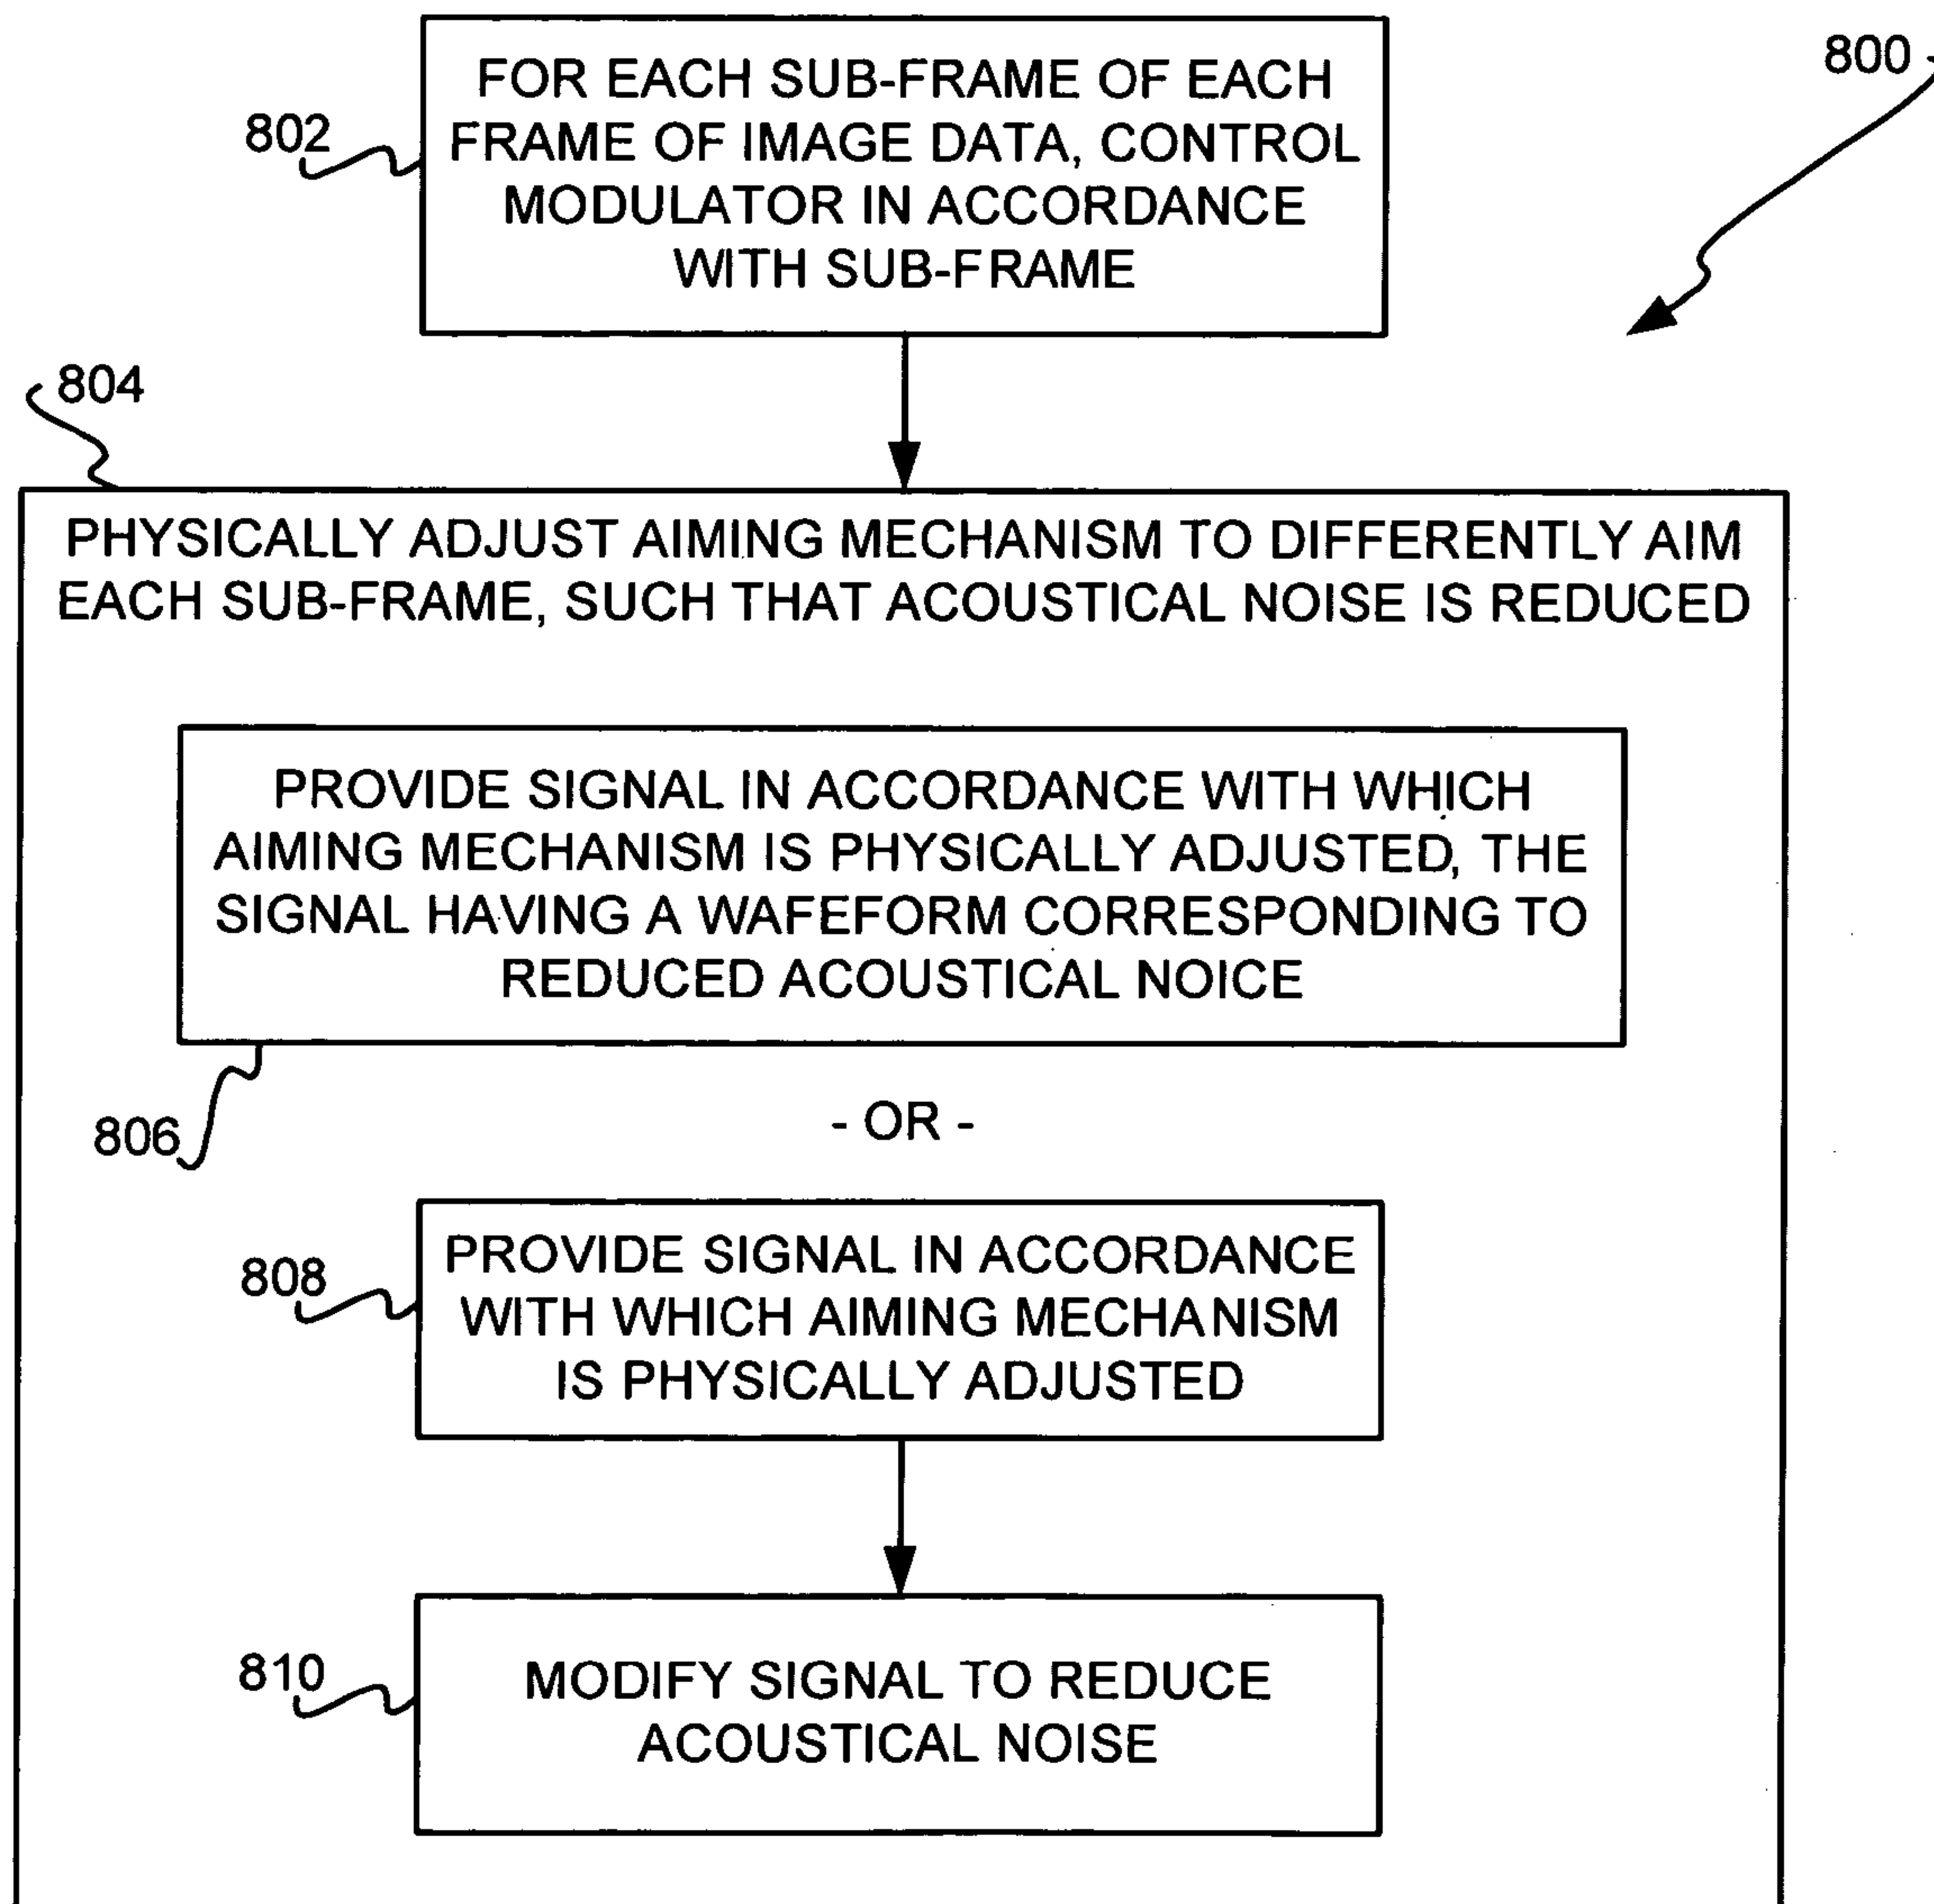 800
802
FOR EACH SUB-FRAME OF EACH
FRAME OF IMAGE DATA, CONTROL
MODULATOR IN ACCORDANCE
WITH SUB-FRAME
804
PHYSICALLY ADJUST AIMING MECHANISM TO DIFFERENTLY AIM
EACH SUB-FRAME, SUCH THAT ACOUSTICAL NOISE IS REDUCED
PROVIDE SIGNAL IN ACCORDANCE WITH WHICH
AIMING MECHANISM IS PHYSICALLY ADJUSTED, THE
SIGNAL HAVING A WAFEFORM CORRESPONDING TO
REDUCED ACOUSTICAL NOICE
806
- OR -
808
PROVIDE SIGNAL IN ACCORDANCE
WITH WHICH AIMING MECHANISM
IS PHYSICALLY ADJUSTED
810
MODIFY SIGNAL TO REDUCE
ACOUSTICAL NOISE